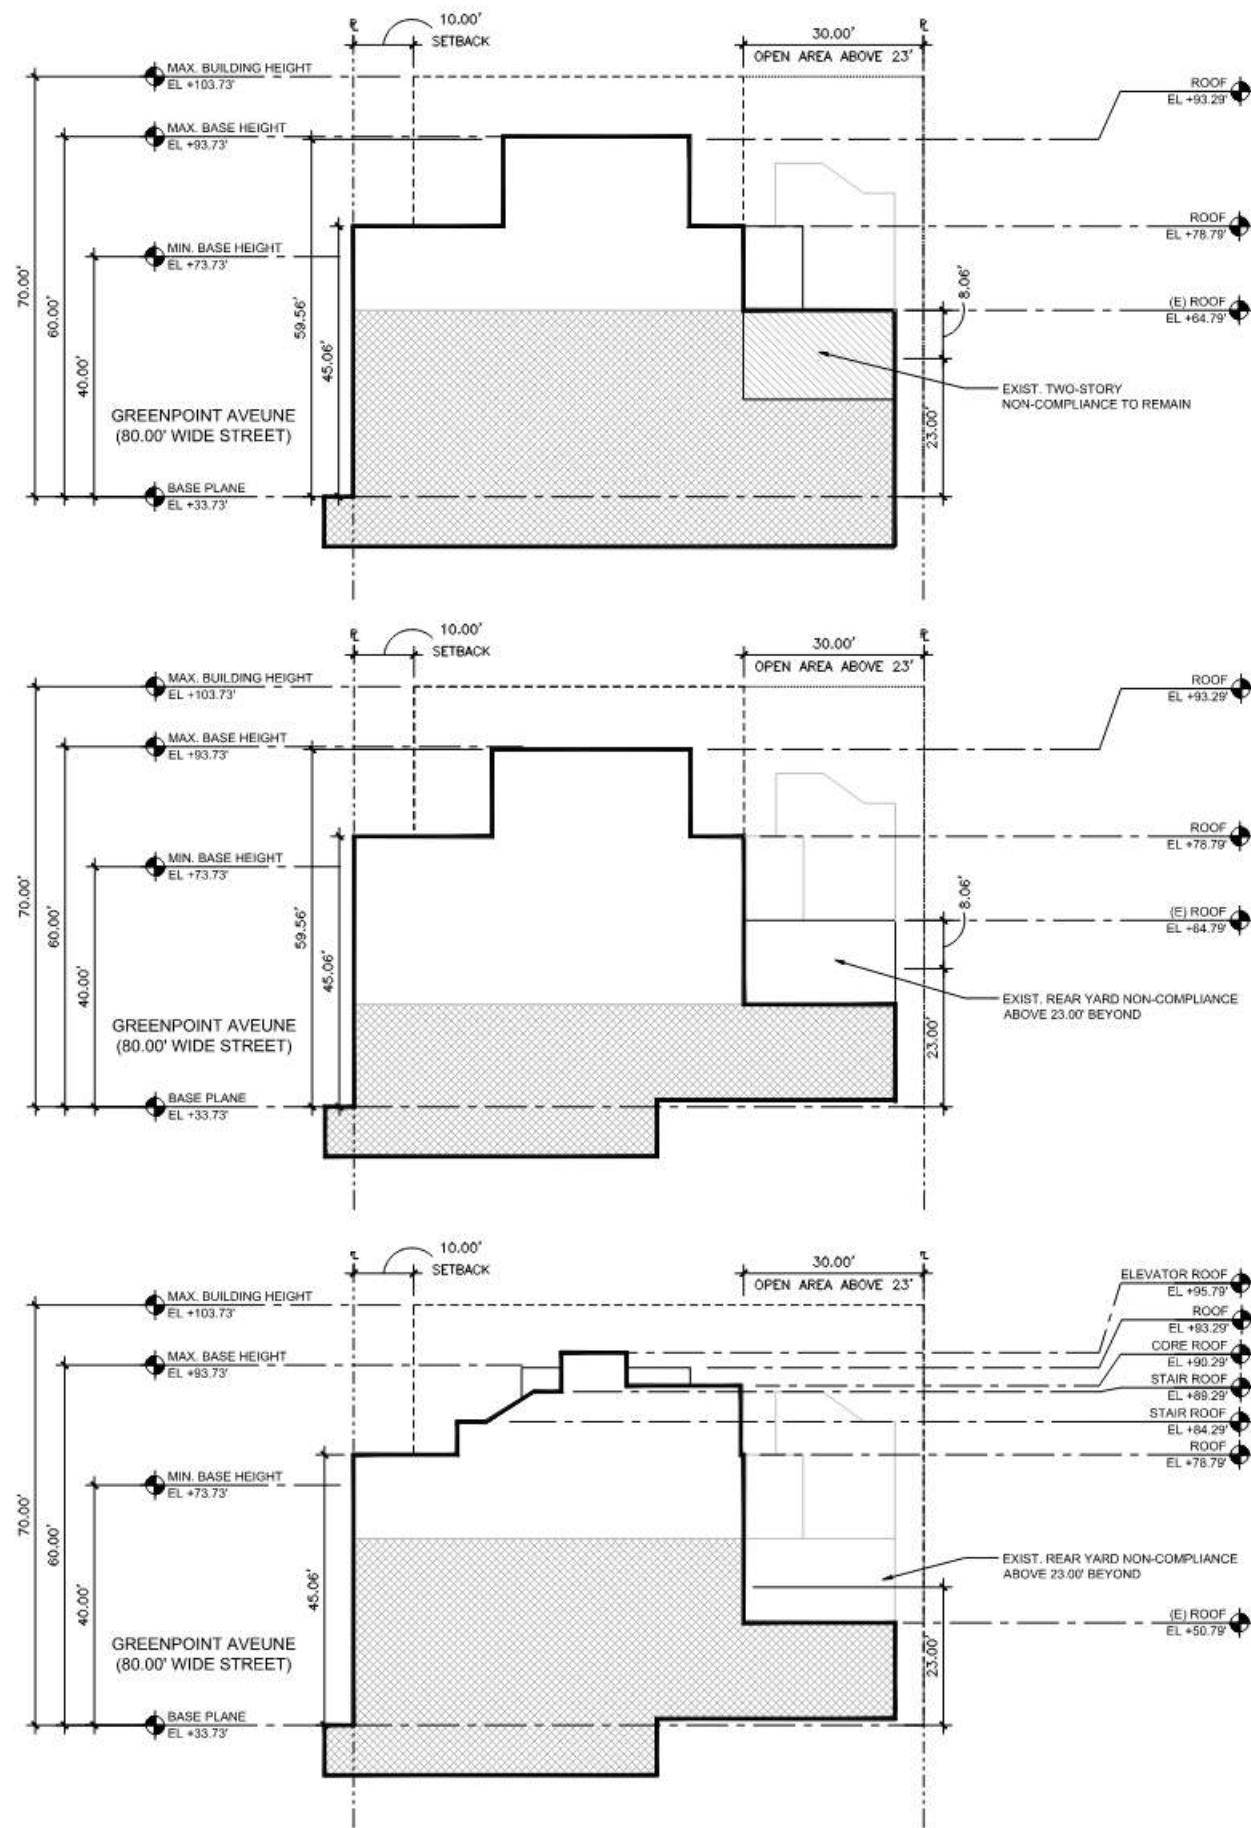 ℄
10.00'
SETBACK
℄
30.00'
OPEN AREA ABOVE 23'
MAX. BUILDING HEIGHT
EL +103.73'
ROOF
EL +93.29'
MAX. BASE HEIGHT
EL +93.73'
ROOF
EL +78.79'
MIN. BASE HEIGHT
EL +73.73'
70.00'
60.00'
59.56'
45.06'
8.06'
(E) ROOF
EL +64.79'
40.00'
EXIST. TWO-STORY
NON-COMPLIANCE TO REMAIN
GREENPOINT AVEUNE
(80.00' WIDE STREET)
23.00'
BASE PLANE
EL +33.73'
℄
10.00'
SETBACK
℄
30.00'
OPEN AREA ABOVE 23'
MAX. BUILDING HEIGHT
EL +103.73'
ROOF
EL +93.29'
MAX. BASE HEIGHT
EL +93.73'
ROOF
EL +78.79'
MIN. BASE HEIGHT
EL +73.73'
70.00'
60.00'
59.56'
45.06'
8.06'
(E) ROOF
EL +64.79'
40.00'
EXIST. REAR YARD NON-COMPLIANCE
ABOVE 23.00' BEYOND
GREENPOINT AVEUNE
(80.00' WIDE STREET)
23.00'
BASE PLANE
EL +33.73'
10.00'
SETBACK
30.00'
OPEN AREA ABOVE 23'
MAX. BUILDING HEIGHT
EL +103.73'
ELEVATOR ROOF
EL +95.79'
ROOF
EL +93.29'
CORE ROOF
EL +90.29'
STAIR ROOF
EL +89.29'
STAIR ROOF
EL +84.29'
ROOF
EL +78.79'
MAX. BASE HEIGHT
EL +93.73'
MIN. BASE HEIGHT
EL +73.73'
70.00'
60.00'
45.06'
40.00'
EXIST. REAR YARD NON-COMPLIANCE
ABOVE 23.00' BEYOND
(E) ROOF
EL +50.79'
GREENPOINT AVEUNE
(80.00' WIDE STREET)
23.00'
BASE PLANE
EL +33.73'